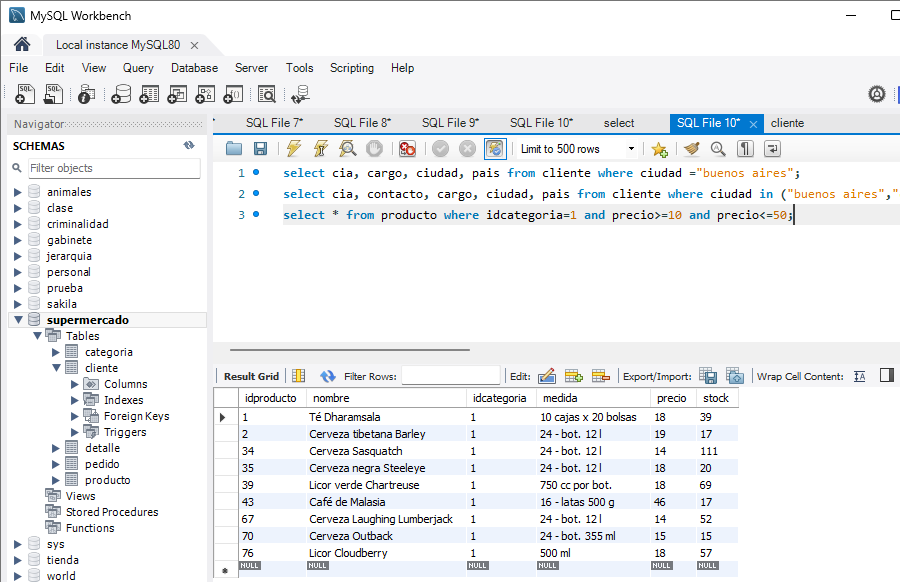 MySQL Workbench
Local instance MySQL80
File Edit View Query Database Server Tools Scripting Help
Navigator
SQL File 7* SQL File 8* SQL File 9* SQL File 10* select SQL File 10* cliente
SCHEMAS
Filter objects
animales
clase
criminalidad
gabinete
jerarquia
personal
prueba
sakila
supermercado
Tables
categoria
cliente
Columns
Indexes
Foreign Keys
Triggers
detalle
pedido
producto
Views
Stored Procedures
Functions
sys
tienda
world
Limit to 500 rows
1 select cia, cargo, ciudad, pais from cliente where ciudad ="buenos aires";
2 select cia, contacto, cargo, ciudad, pais from cliente where ciudad in ("buenos aires","
3 select * from producto where idcategoria=1 and precio>=10 and precio<=50;
Result Grid Filter Rows: Edit: Export/Import: Wrap Cell Content:
idproducto nombre idcategoria medida precio stock
1 Té Dharamsala 1 10 cajas x 20 bolsas 18 39
2 Cerveza tibetana Barley 1 24 - bot. 12 l 19 17
34 Cerveza Sasquatch 1 24 - bot. 12 l 14 111
35 Cerveza negra Steeleye 1 24 - bot. 12 l 18 20
39 Licor verde Chartreuse 1 750 cc por bot. 18 69
43 Café de Malasia 1 16 - latas 500 g 46 17
67 Cerveza Laughing Lumberjack 1 24 - bot. 12 l 14 52
70 Cerveza Outback 1 24 - bot. 355 ml 15 15
76 Licor Cloudberry 1 500 ml 18 57
NULL NULL NULL NULL NULL NULL